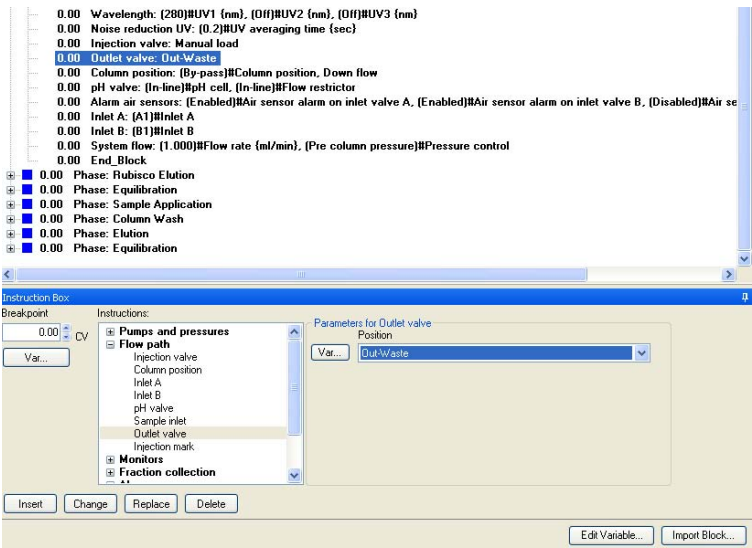 0.00 Wavelength: (280)#UV1 {nm}, (Off)#UV2 {nm}, (Off)#UV3 {nm}
0.00 Noise reduction UV: (0.2)#UV averaging time {sec}
0.00 Injection valve: Manual load
0.00 Outlet valve: Out-Waste
0.00 Column position: (By-pass)#Column position, Down flow
0.00 pH valve: (In-line)#pH cell, (In-line)#Flow restrictor
0.00 Alarm air sensors: (Enabled)#Air sensor alarm on inlet valve A, (Enabled)#Air sensor alarm on inlet valve B, (Disabled)#Air se
0.00 Inlet A: (A1)#Inlet A
0.00 Inlet B: (B1)#Inlet B
0.00 System flow: (1.000)#Flow rate {ml/min}, (Pre column pressure)#Pressure control
0.00 End_Block
0.00 Phase: Rubisco Elution
0.00 Phase: Equilibration
0.00 Phase: Sample Application
0.00 Phase: Column Wash
0.00 Phase: Elution
0.00 Phase: Equilibration
Instruction Box
Breakpoint
0.00 CV
Var...
Instructions:
Pumps and pressures
Flow path
Injection valve
Column position
Inlet A
Inlet B
pH valve
Sample inlet
Outlet valve
Injection mark
Monitors
Fraction collection
Parameters for Outlet valve
Position
Var... Out-Waste
Insert Change Replace Delete
Edit Variable... Import Block...